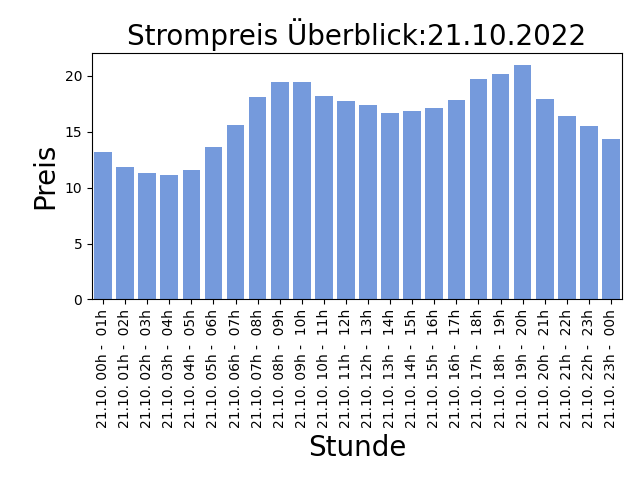 Strompreis Überblick:21.10.2022
Preis
20
15
10
5
0
21.10. 00h - 01h
21.10. 01h - 02h
21.10. 02h - 03h
21.10. 03h - 04h
21.10. 04h - 05h
21.10. 05h - 06h
21.10. 06h - 07h
21.10. 07h - 08h
21.10. 08h - 09h
21.10. 09h - 10h
21.10. 10h - 11h
21.10. 11h - 12h
21.10. 12h - 13h
21.10. 13h - 14h
21.10. 14h - 15h
21.10. 15h - 16h
21.10. 16h - 17h
21.10. 17h - 18h
21.10. 18h - 19h
21.10. 19h - 20h
21.10. 20h - 21h
21.10. 21h - 22h
21.10. 22h - 23h
21.10. 23h - 00h
Stunde